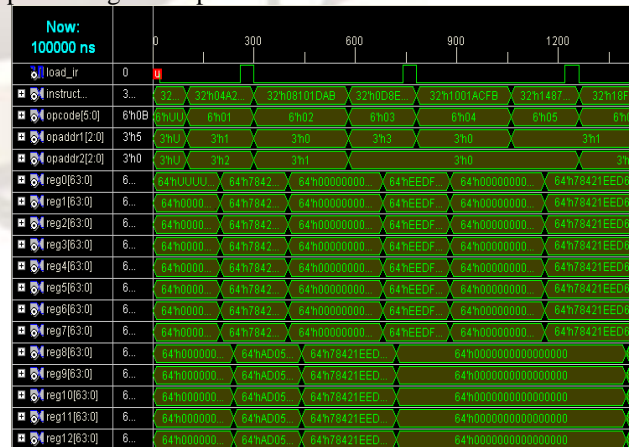 Now:
100000 ns
0 300 600 900 1200
load_ir 0 u
instruct... 3... 32... 32'h04A2... 32'h08101DAB 32'h0D8E... 32'h1001ACFB 32'h1487... 32'h18F
opcode[5:0] 6'h0B 6'hUU 6'h01 6'h02 6'h03 6'h04 6'h05 6'h0
opaddr1[2:0] 3'h5 3'hU 3'h1 3'h0 3'h3 3'h0 3'h1
opaddr2[2:0] 3'h0 3'hU 3'h2 3'h1 3'h0 3'h
reg0[63:0] 6... 64'hUUUU... 64'h7842... 64'h00000000... 64'hEEDF... 64'h00000000... 64'h78421EED6
reg1[63:0] 6... 64'h0000... 64'h7842... 64'h00000000... 64'hEEDF... 64'h00000000... 64'h78421EED6
reg2[63:0] 6... 64'h0000... 64'h7842... 64'h00000000... 64'hEEDF... 64'h00000000... 64'h78421EED6
reg3[63:0] 6... 64'h0000... 64'h7842... 64'h00000000... 64'hEEDF... 64'h00000000... 64'h78421EED6
reg4[63:0] 6... 64'h0000... 64'h7842... 64'h00000000... 64'hEEDF... 64'h00000000... 64'h78421EED6
reg5[63:0] 6... 64'h0000... 64'h7842... 64'h00000000... 64'hEEDF... 64'h00000000... 64'h78421EED6
reg6[63:0] 6... 64'h0000... 64'h7842... 64'h00000000... 64'hEEDF... 64'h00000000... 64'h78421EED6
reg7[63:0] 6... 64'h0000... 64'h7842... 64'h00000000... 64'hEEDF... 64'h00000000... 64'h78421EED6
reg8[63:0] 6... 64'h000000... 64'hAD05... 64'h78421EED... 64'h0000000000000000
reg9[63:0] 6... 64'h000000... 64'hAD05... 64'h78421EED... 64'h0000000000000000
reg10[63:0] 6... 64'h000000... 64'hAD05... 64'h78421EED... 64'h0000000000000000
reg11[63:0] 6... 64'h000000... 64'hAD05... 64'h78421EED... 64'h0000000000000000
reg12[63:0] 6... 64'h000000... 64'hAD05... 64'h78421EED... 64'h0000000000000000